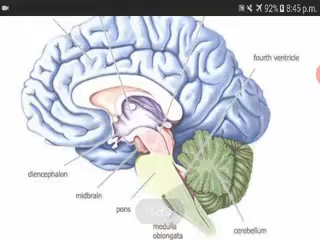 92% 8:45 p.m.
fourth ventricle
diencephalon
midbrain
pons
medulla
oblongata
cerebellum